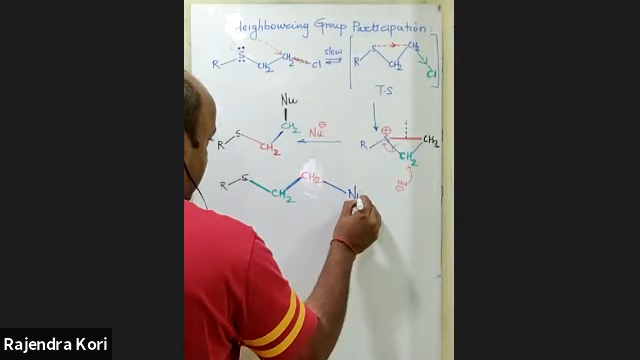 Neighbouring Group Participation
R S CH2 CH2 Cl slow R S CH2 CH2 Cl
T.S
Nu
R S CH2 CH2 Nu⊖ R S⊕ CH2 CH2
Nu⊖
R S CH2 CH2 Nu
Rajendra Kori